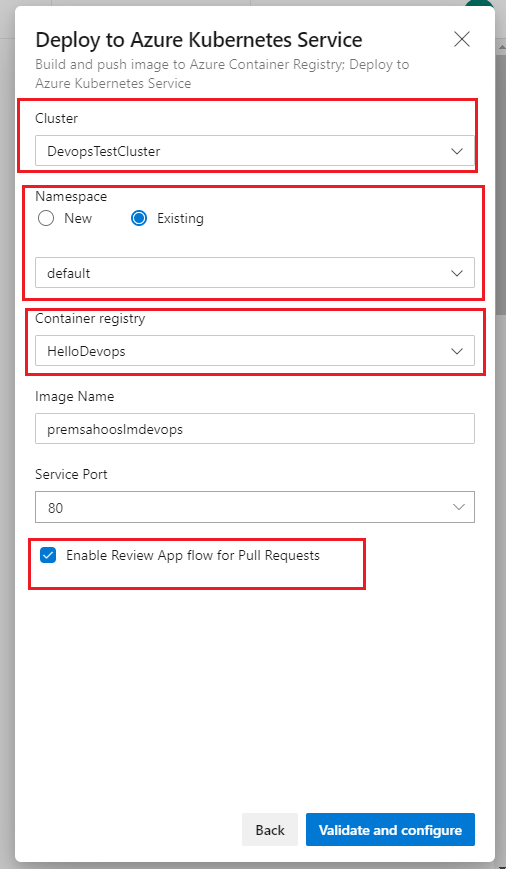 Deploy to Azure Kubernetes Service
Build and push image to Azure Container Registry; Deploy to
Azure Kubernetes Service
Cluster
DevopsTestCluster
Namespace
New Existing
default
Container registry
HelloDevops
Image Name
premsahooslmdevops
Service Port
80
Enable Review App flow for Pull Requests
Back Validate and configure